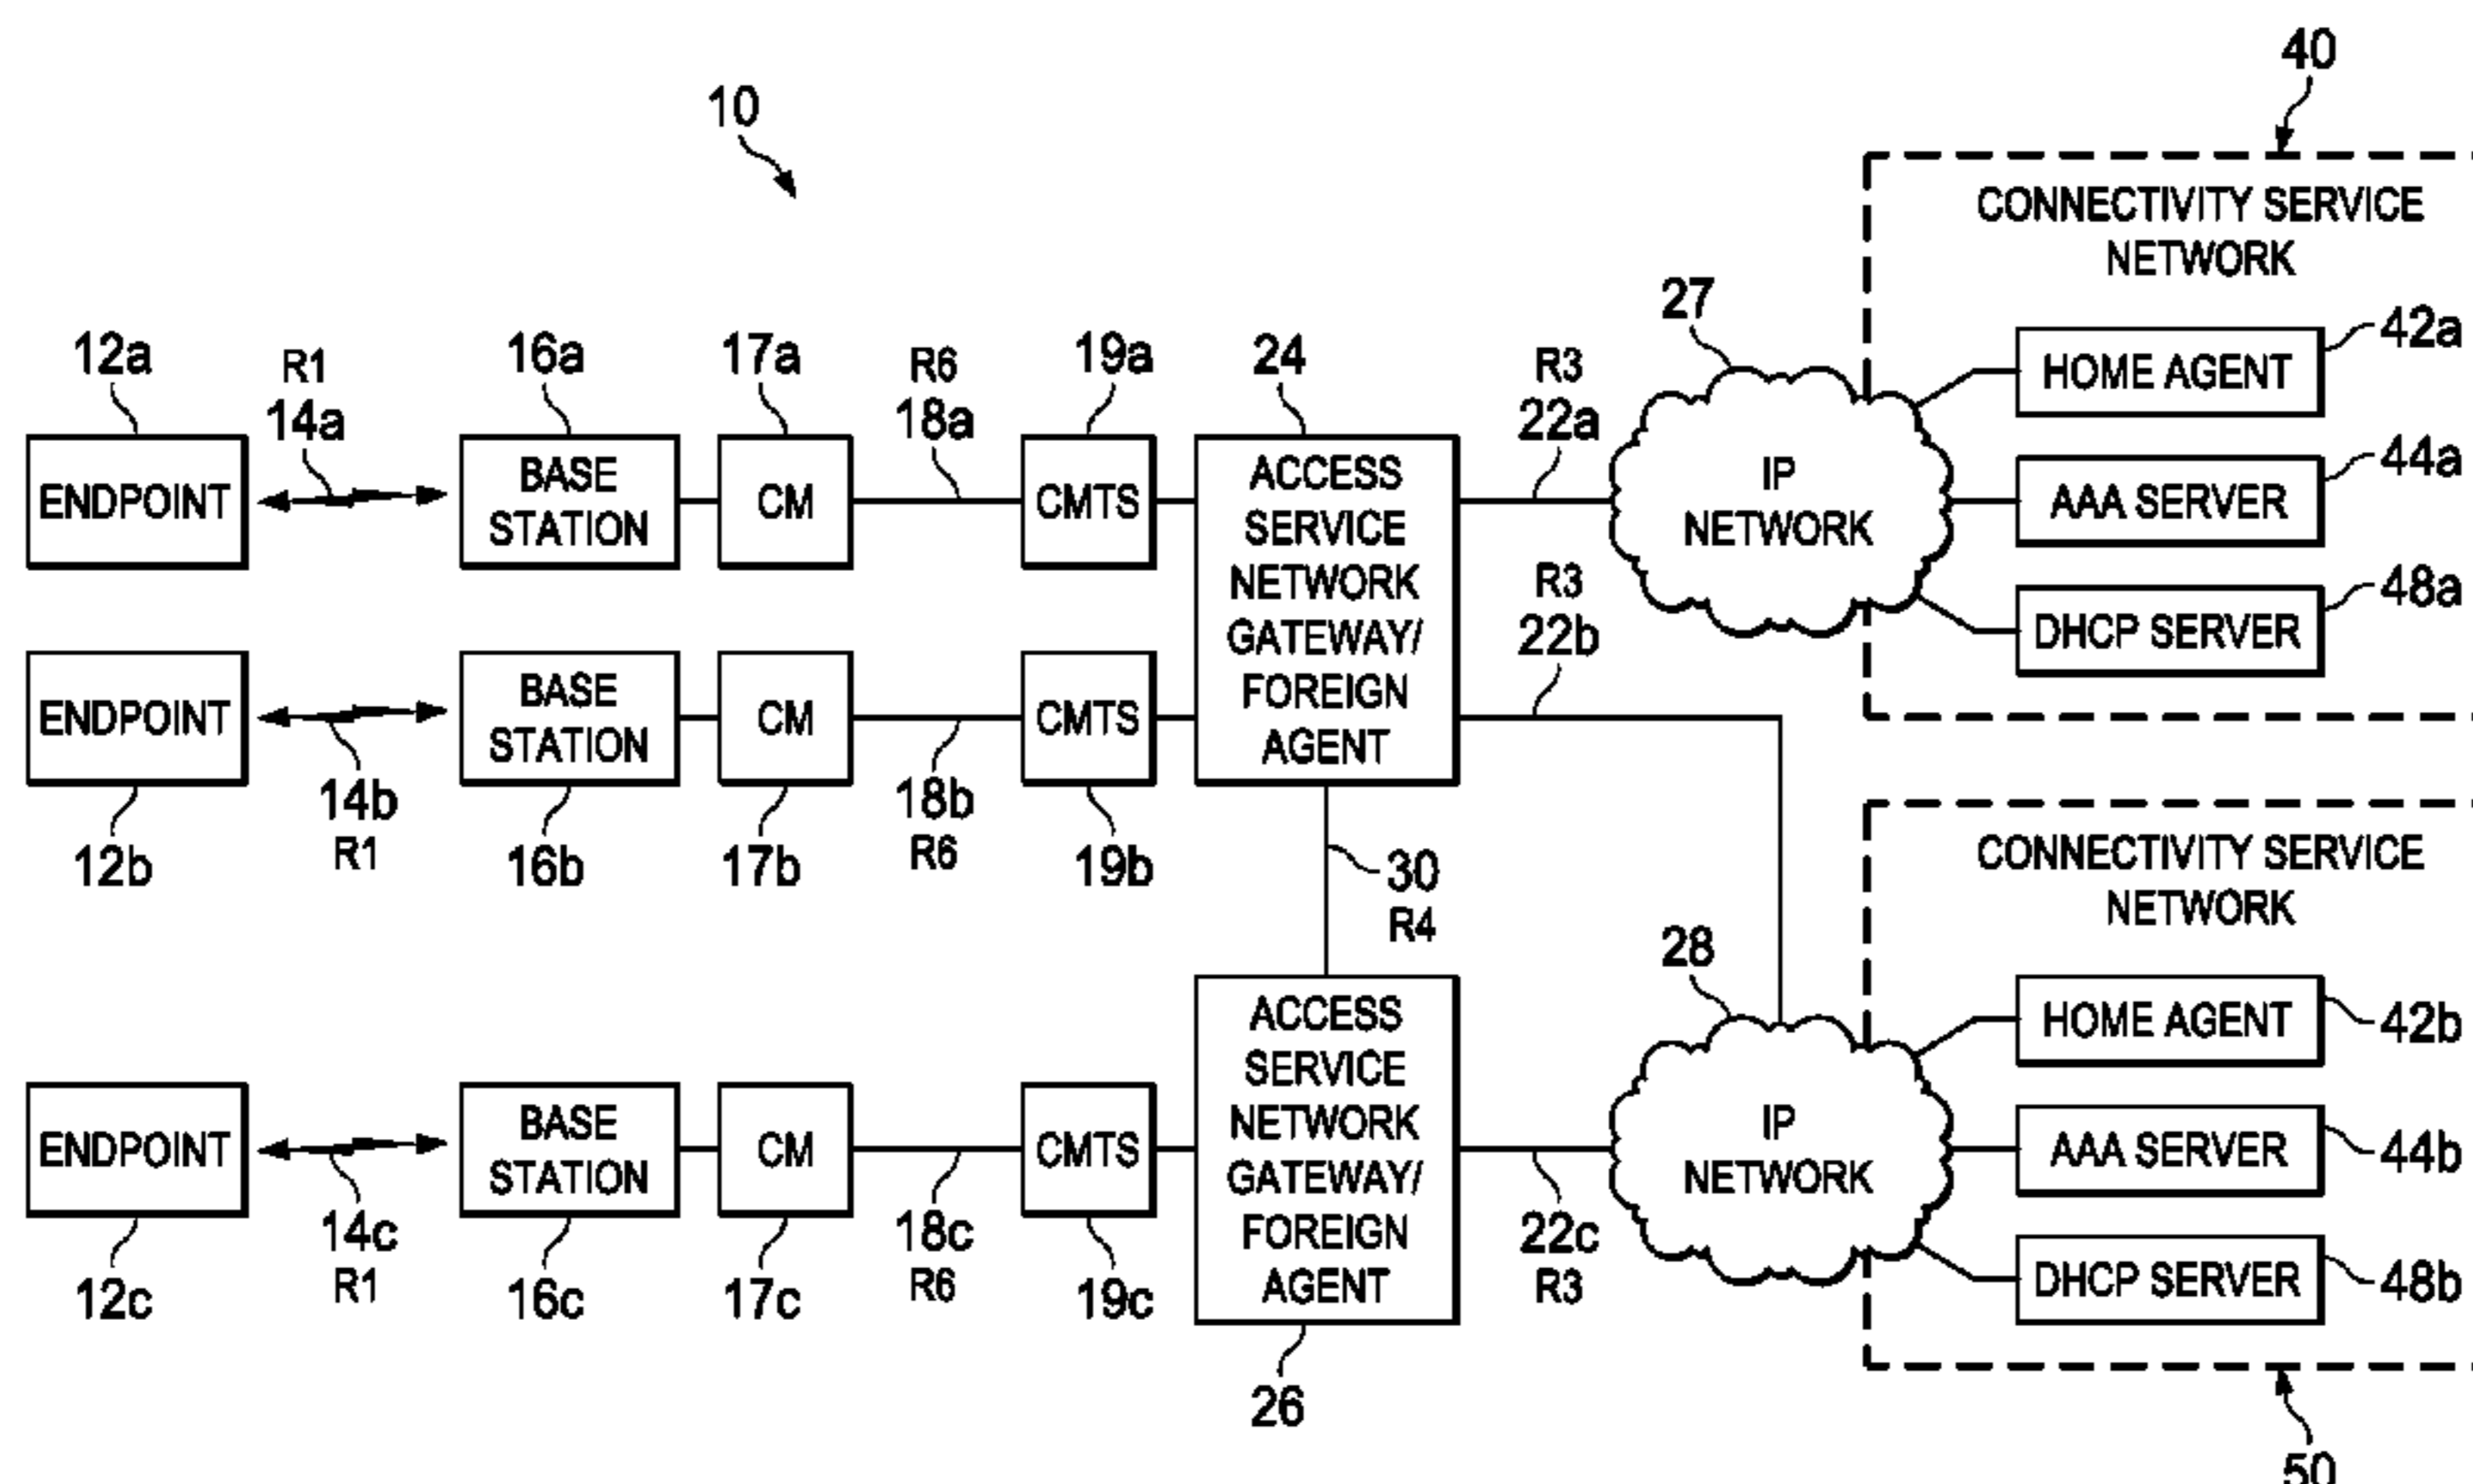 40
10
CONNECTIVITY SERVICE
NETWORK
27
42a
HOME AGENT
12a
R1
14a
16a
17a
R6
18a
19a
24
R3
22a
44a
AAA SERVER
ENDPOINT
BASE
STATION
CM
CMTS
ACCESS
SERVICE
NETWORK
GATEWAY/
FOREIGN
AGENT
IP
NETWORK
R3
22b
48a
DHCP SERVER
ENDPOINT
BASE
STATION
CM
CMTS
12b
14b
R1
16b
17b
18b
R6
19b
30
R4
CONNECTIVITY SERVICE
NETWORK
28
42b
HOME AGENT
ENDPOINT
BASE
STATION
CM
CMTS
ACCESS
SERVICE
NETWORK
GATEWAY/
FOREIGN
AGENT
IP
NETWORK
44b
AAA SERVER
12c
14c
R1
16c
17c
18c
R6
19c
22c
R3
48b
DHCP SERVER
26
50